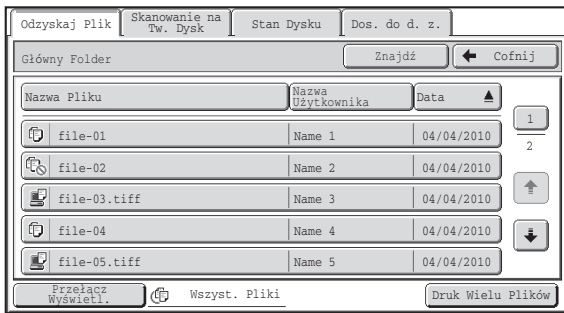 Odzyskaj Plik
Skanowanie na
Tw. Dysk
Stan Dysku
Dos. do d. z.
Główny Folder
Znajdź
Cofnij
Nazwa Pliku
Nazwa
Użytkownika
Data
file-01 Name 1 04/04/2010
file-02 Name 2 04/04/2010
file-03.tiff Name 3 04/04/2010
file-04 Name 4 04/04/2010
file-05.tiff Name 5 04/04/2010
1
2
Przełącz
Wyświetl.
Wszyst. Pliki
Druk Wielu Plików